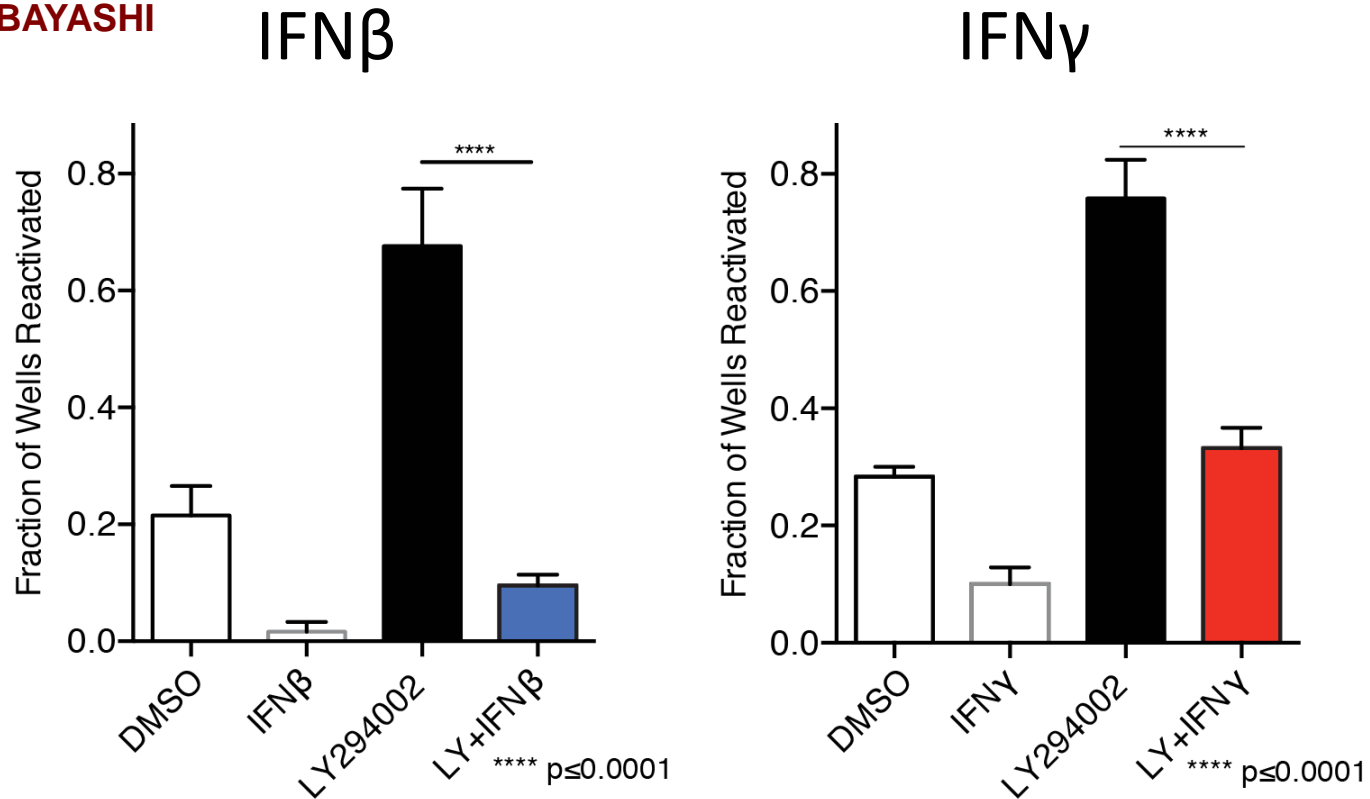 BAYASHI
IFNβ
Fraction of Wells Reactivated
0.8
0.6
0.4
0.2
0.0
****
DMSO
IFNβ
LY294002
LY+IFNβ
**** p≤0.0001
IFNγ
Fraction of Wells Reactivated
0.8
0.6
0.4
0.2
0.0
****
DMSO
IFNγ
LY294002
LY+IFNγ
**** p≤0.0001